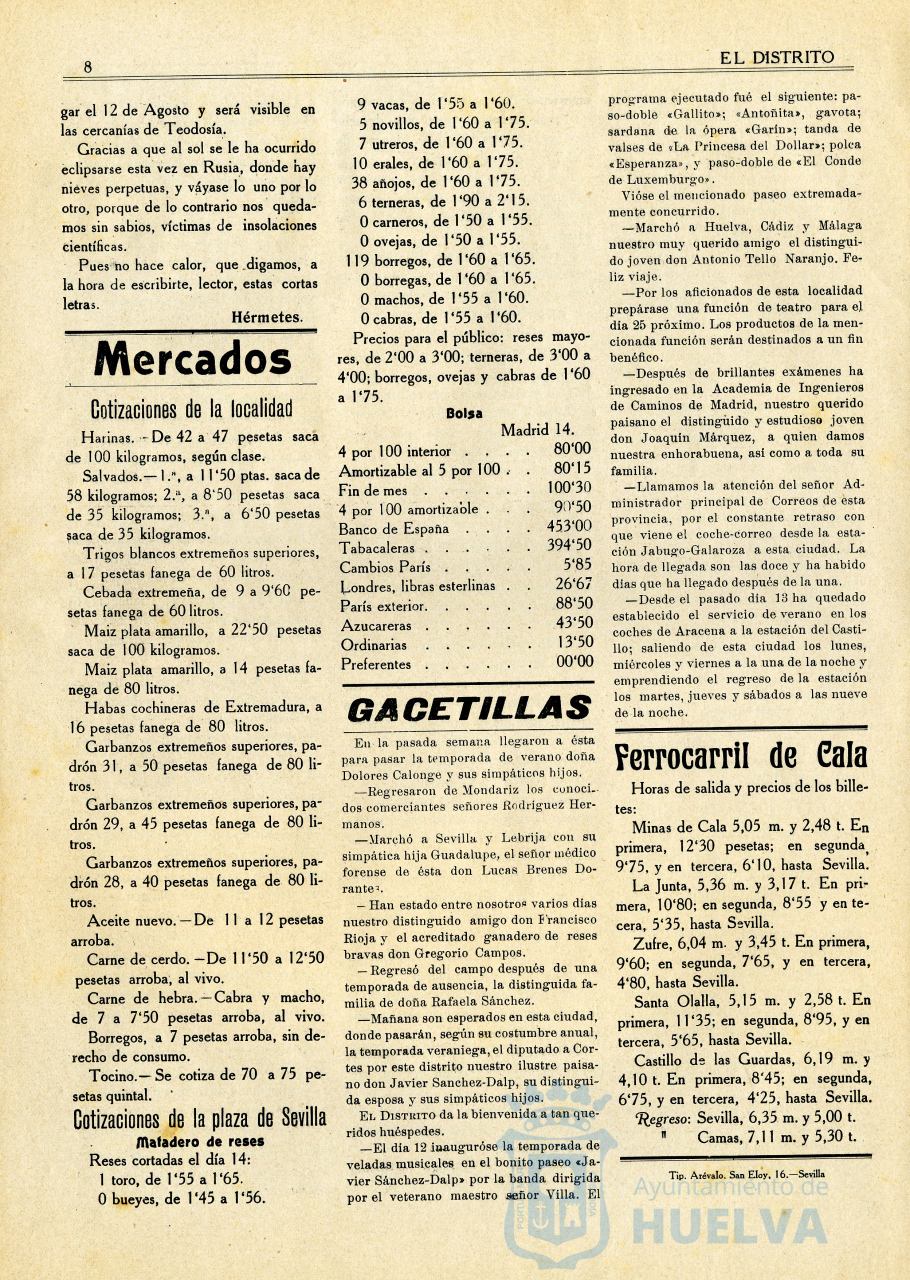 8
EL DISTRITO
gar el 12 de Agosto y será visible en
las cercanías de Teodosía.
Gracias a que al sol se le ha ocurrido
eclipsarse esta vez en Rusia, donde hay
nieves perpetuas, y váyase lo uno por lo
otro, porque de lo contrario nos queda-
mos sin sabios, víctimas de insolaciones
científicas.
Pues no hace calor, que digamos, a
la hora de escribirte, lector, estas cortas
letras.
Hérmetes.
Mercados
Cotizaciones de la localidad
Harinas. - De 42 a 47 pesetas saca
de 100 kilogramos, según clase.
Salvados.—1.ª, a 11'50 ptas. saca de
58 kilogramos; 2.ª, a 8'50 pesetas saca
de 35 kilogramos; 3.ª, a 6'50 pesetas
saca de 35 kilogramos.
Trigos blancos extremeños superiores,
a 17 pesetas fanega de 60 litros.
Cebada extremeña, de 9 a 9'60 pe-
setas fanega de 60 litros.
Maiz plata amarillo, a 22'50 pesetas
saca de 100 kilogramos.
Maiz plata amarillo, a 14 pesetas fa-
nega de 80 litros.
Habas cochineras de Extremadura, a
16 pesetas fanega de 80 litros.
Garbanzos extremeños superiores, pa-
drón 31, a 50 pesetas fanega de 80 li-
tros.
Garbanzos extremeños superiores, pa-
drón 29, a 45 pesetas fanega de 80 li-
tros.
Garbanzos extremeños superiores, pa-
drón 28, a 40 pesetas fanega de 80 li-
tros.
Aceite nuevo.—De 11 a 12 pesetas
arroba.
Carne de cerdo.—De 11'50 a 12'50
pesetas arroba, al vivo.
Carne de hebra.—Cabra y macho,
de 7 a 7'50 pesetas arroba, al vivo.
Borregos, a 7 pesetas arroba, sin de-
recho de consumo.
Tocino.—Se cotiza de 70 a 75 pe-
setas quintal.
Cotizaciones de la plaza de Sevilla
Matadero de reses
Reses cortadas el día 14:
1 toro, de 1'55 a 1'65.
0 bueyes, de 1'45 a 1'56.
9 vacas, de 1'55 a 1'60.
5 novillos, de 1'60 a 1'75.
7 utreros, de 1'60 a 1'75.
10 erales, de 1'60 a 1'75.
38 añojos, de 1'60 a 1'75.
6 terneras, de 1'90 a 2'15.
0 carneros, de 1'50 a 1'55.
0 ovejas, de 1'50 a 1'55.
119 borregos, de 1'60 a 1'65.
0 borregas, de 1'60 a 1'65.
0 machos, de 1'55 a 1'60.
0 cabras, de 1'55 a 1'60.
Precios para el público: reses mayo-
res, de 2'00 a 3'00; terneras, de 3'00 a
4'00; borregos, ovejas y cabras de 1'60
a 1'75.
Bolsa
Madrid 14.
4 por 100 interior . . . . 80'00
Amortizable al 5 por 100 . . 80'15
Fin de mes . . . . . . 100'30
4 por 100 amortizable . . . 90'50
Banco de España . . . . 453'00
Tabacaleras . . . . . . 394'50
Cambios París . . . . . 5'85
Londres, libras esterlinas . . 26'67
París exterior. . . . . . 88'50
Azucareras . . . . . . 43'50
Ordinarias . . . . . . 13'50
Preferentes . . . . . . 00'00
GACETILLAS
En la pasada semana llegaron a ésta
para pasar la temporada de verano doña
Dolores Calonge y sus simpáticos hijos.
—Regresaron de Mondariz los conoci-
dos comerciantes señores Rodríguez Her-
manos.
—Marchó a Sevilla y Lebrija con su
simpática hija Guadalupe, el señor médico
forense de ésta don Lucas Brenes Do-
rantes.
—Han estado entre nosotros varios días
nuestro distinguido amigo don Francisco
Rioja y el acreditado ganadero de reses
bravas don Gregorio Campos.
—Regresó del campo después de una
temporada de ausencia, la distinguida fa-
milia de doña Rafaela Sánchez.
—Mañana son esperados en esta ciudad,
donde pasarán, según su costumbre anual,
la temporada veraniega, el diputado a Cor-
tes por este distrito nuestro ilustre paisa-
no don Javier Sanchez-Dalp, su distingui-
da esposa y sus simpáticos hijos.
EL DISTRITO da la bienvenida a tan que-
ridos huéspedes.
—El dia 12 inauguróse la temporada de
veladas musicales en el bonito paseo «Ja-
vier Sánchez-Dalp» por la banda dirigida
por el veterano maestro señor Villa. El
programa ejecutado fué el siguiente: pa-
so-doble «Gallito»; «Antoñita», gavota;
sardana de la ópera «Garín»; tanda de
valses de «La Princesa del Dollar»; polca
«Esperanza», y paso-doble de «El Conde
de Luxemburgo».
Vióse el mencionado paseo extremada-
mente concurrido.
—Marchó a Huelva, Cádiz y Málaga
nuestro muy querido amigo el distingui-
do joven don Antonio Tello Naranjo. Fe-
liz viaje.
—Por los aficionados de esta localidad
prepárase una función de teatro para el
día 25 próximo. Los productos de la men-
cionada función serán destinados a un fin
benéfico.
—Después de brillantes exámenes ha
ingresado en la Academia de Ingenieros
de Caminos de Madrid, nuestro querido
paisano el distinguido y estudioso joven
don Joaquín Márquez, a quien damos
nuestra enhorabuena, así como a toda su
familia.
—Llamamos la atención del señor Ad-
ministrador principal de Correos de esta
provincia, por el constante retraso con
que viene el coche-correo desde la esta-
ción Jabugo-Galaroza a esta ciudad. La
hora de llegada son las doce y ha habido
días que ha llegado después de la una.
—Desde el pasado día 13 ha quedado
establecido el servicio de verano en los
coches de Aracena a la estación del Casti-
llo; saliendo de esta ciudad los lunes,
miércoles y viernes a la una de la noche y
emprendiendo el regreso de la estación
los martes, jueves y sábados a las nueve
de la noche.
Ferrocarril de Cala
Horas de salida y precios de los bille-
tes:
Minas de Cala 5,05 m. y 2,48 t. En
primera, 12'30 pesetas; en segunda,
9'75, y en tercera, 6'10, hasta Sevilla.
La Junta, 5,36 m. y 3,17 t. En pri-
mera, 10'80; en segunda, 8'55 y en te-
cera, 5'35, hasta Sevilla.
Zufre, 6,04 m. y 3,45 t. En primera,
9'60; en segunda, 7'65, y en tercera,
4'80, hasta Sevilla.
Santa Olalla, 5,15 m. y 2,58 t. En
primera, 11'35; en segunda, 8'95, y en
tercera, 5'65, hasta Sevilla.
Castillo de las Guardas, 6,19 m. y
4,10 t. En primera, 8'45; en segunda,
6'75, y en tercera, 4'25, hasta Sevilla.
Regreso: Sevilla, 6,35 m. y 5,00 t.
" Camas, 7,11 m. y 5,30 t.
Tip. Arévalo. San Eloy, 16.—Sevilla
Ayuntamiento de
HUELVA